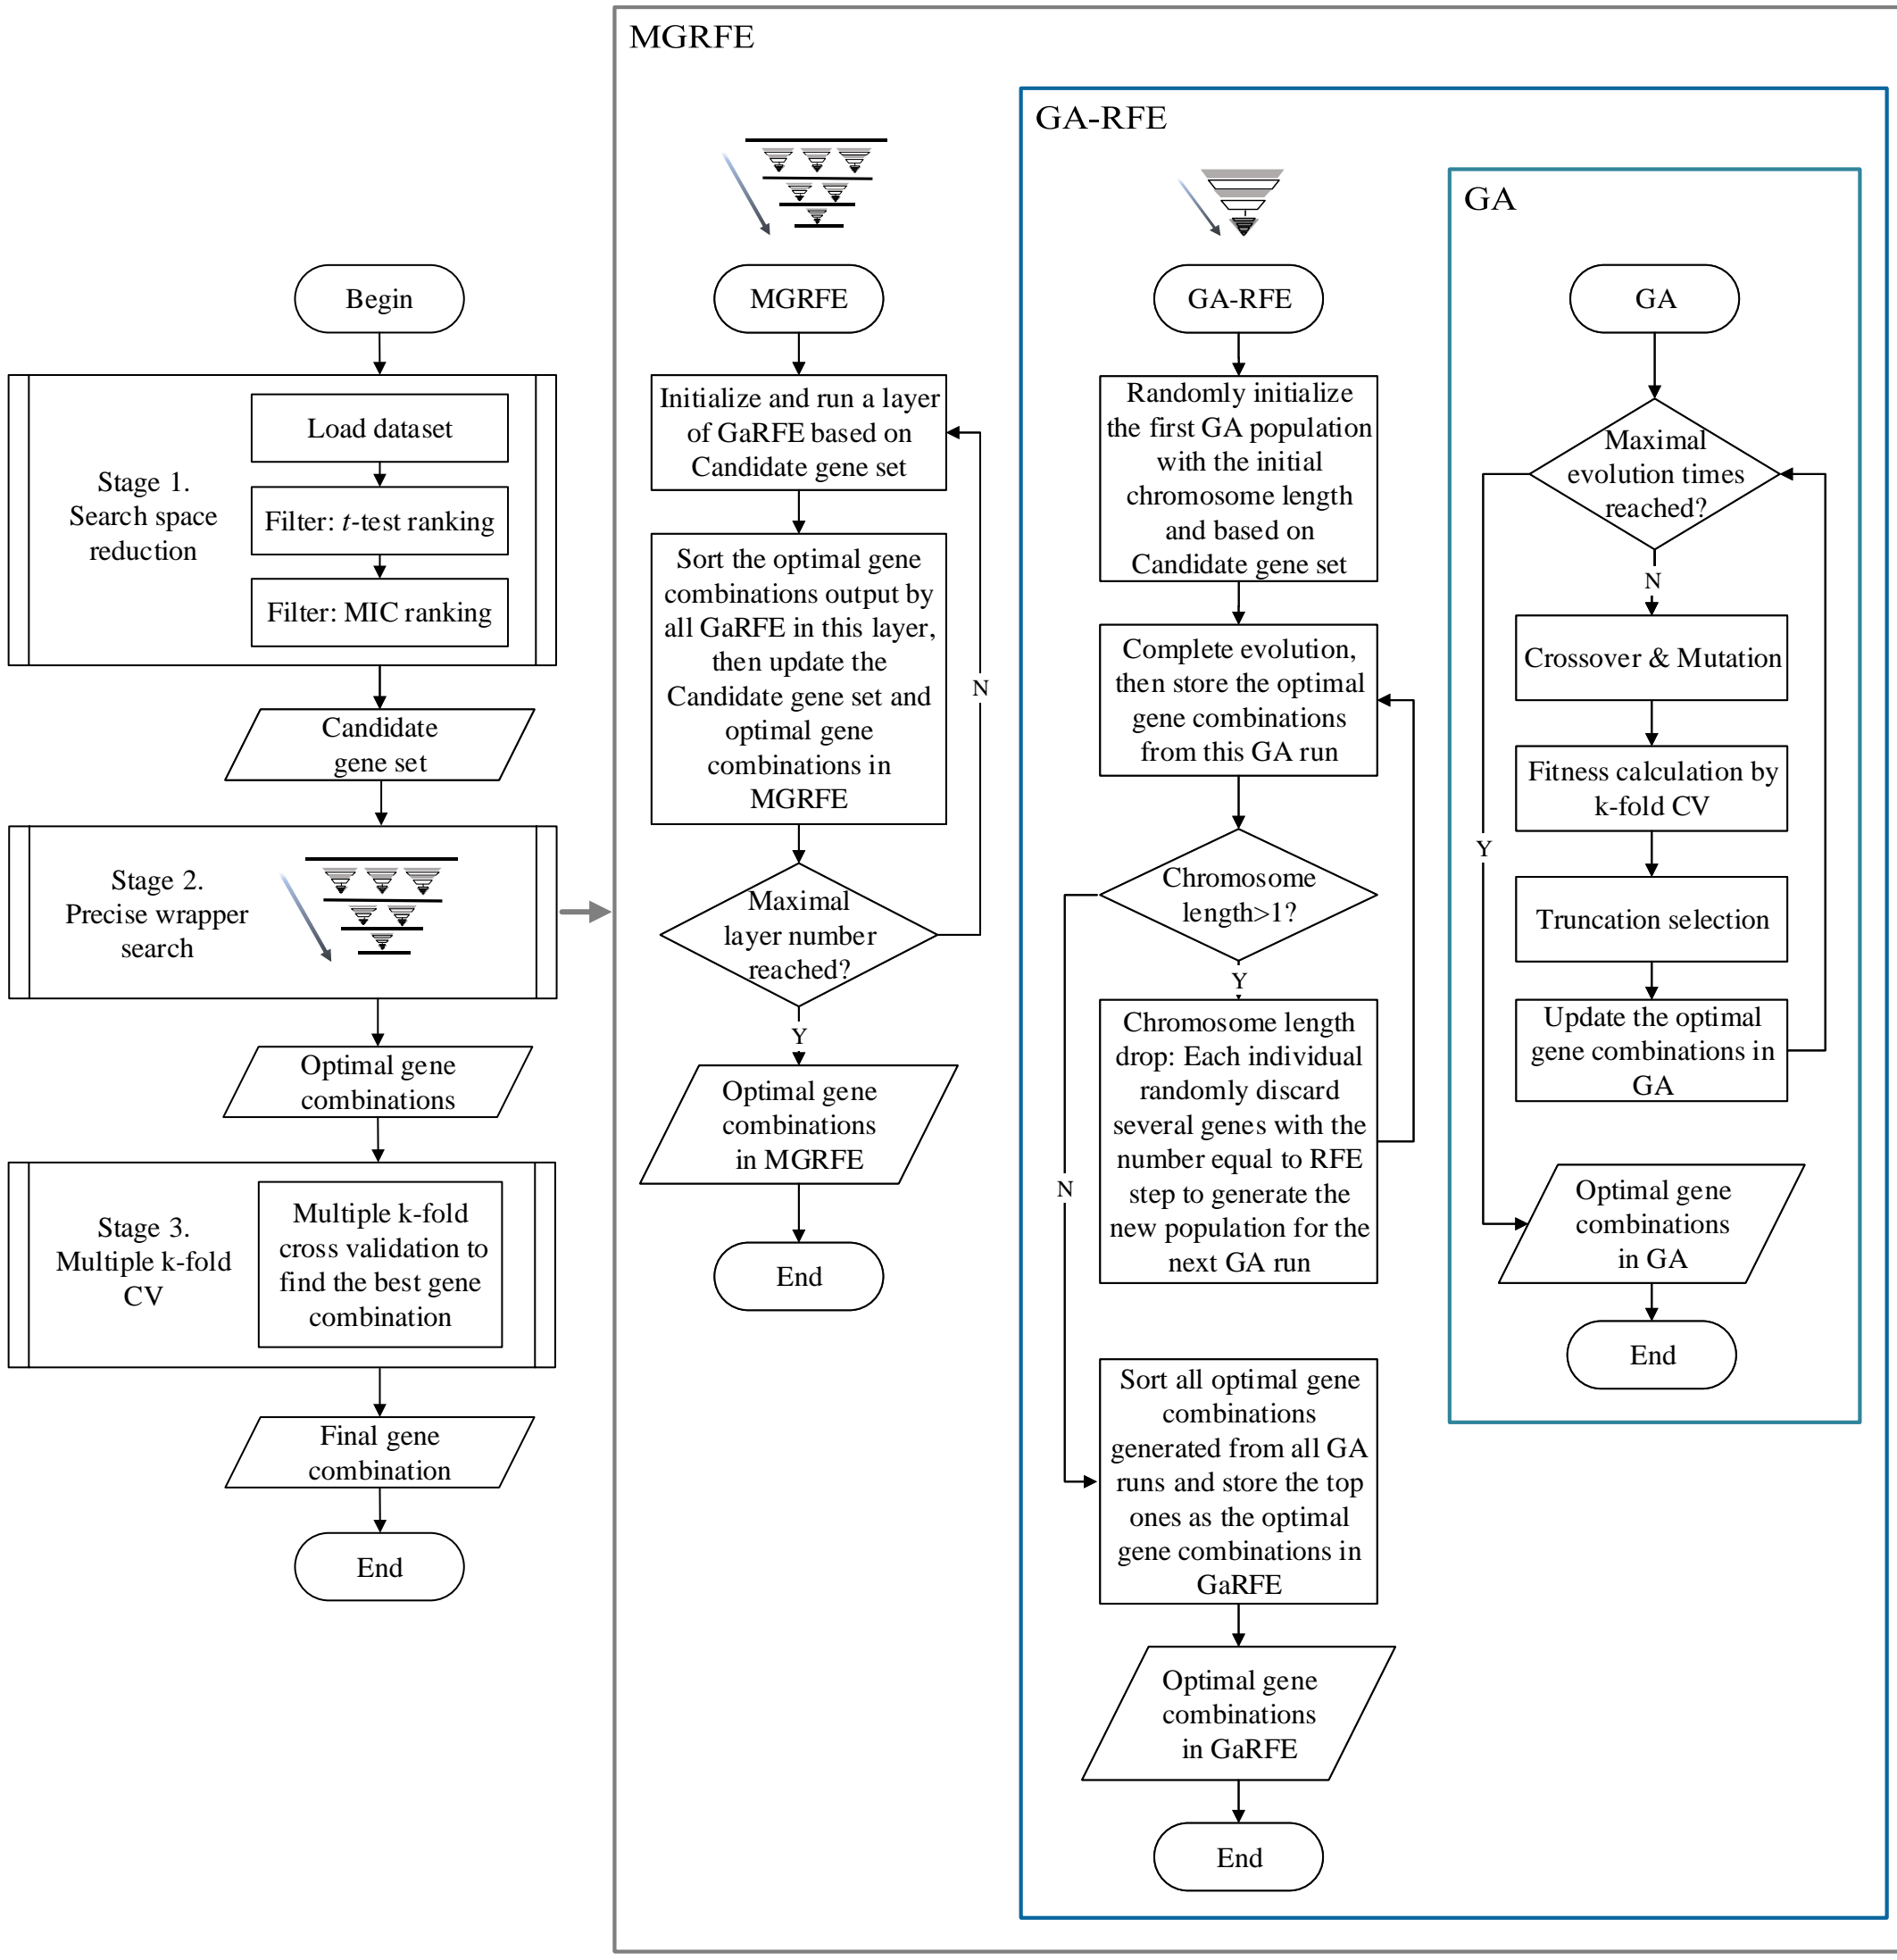 MGRFE
GA-RFE
GA
Begin
Stage 1.
Search space
reduction
Load dataset
Filter: t-test ranking
Filter: MIC ranking
Candidate
gene set
Stage 2.
Precise wrapper
search
Optimal gene
combinations
Stage 3.
Multiple k-fold
CV
Multiple k-fold
cross validation to
find the best gene
combination
Final gene
combination
End
MGRFE
Initialize and run a layer
of GaRFE based on
Candidate gene set
Sort the optimal gene
combinations output by
all GaRFE in this layer,
then update the
Candidate gene set and
optimal gene
combinations in
MGRFE
N
Maximal
layer number
reached?
Y
Optimal gene
combinations
in MGRFE
End
GA-RFE
Randomly initialize
the first GA population
with the initial
chromosome length
and based on
Candidate gene set
Complete evolution,
then store the optimal
gene combinations
from this GA run
Chromosome
length>1?
Y
Chromosome length
drop: Each individual
randomly discard
several genes with the
number equal to RFE
step to generate the
new population for the
next GA run
N
Sort all optimal gene
combinations
generated from all GA
runs and store the top
ones as the optimal
gene combinations in
GaRFE
Optimal gene
combinations
in GaRFE
End
GA
Maximal
evolution times
reached?
N
Crossover & Mutation
Fitness calculation by
k-fold CV
Y
Truncation selection
Update the optimal
gene combinations in
GA
Optimal gene
combinations
in GA
End